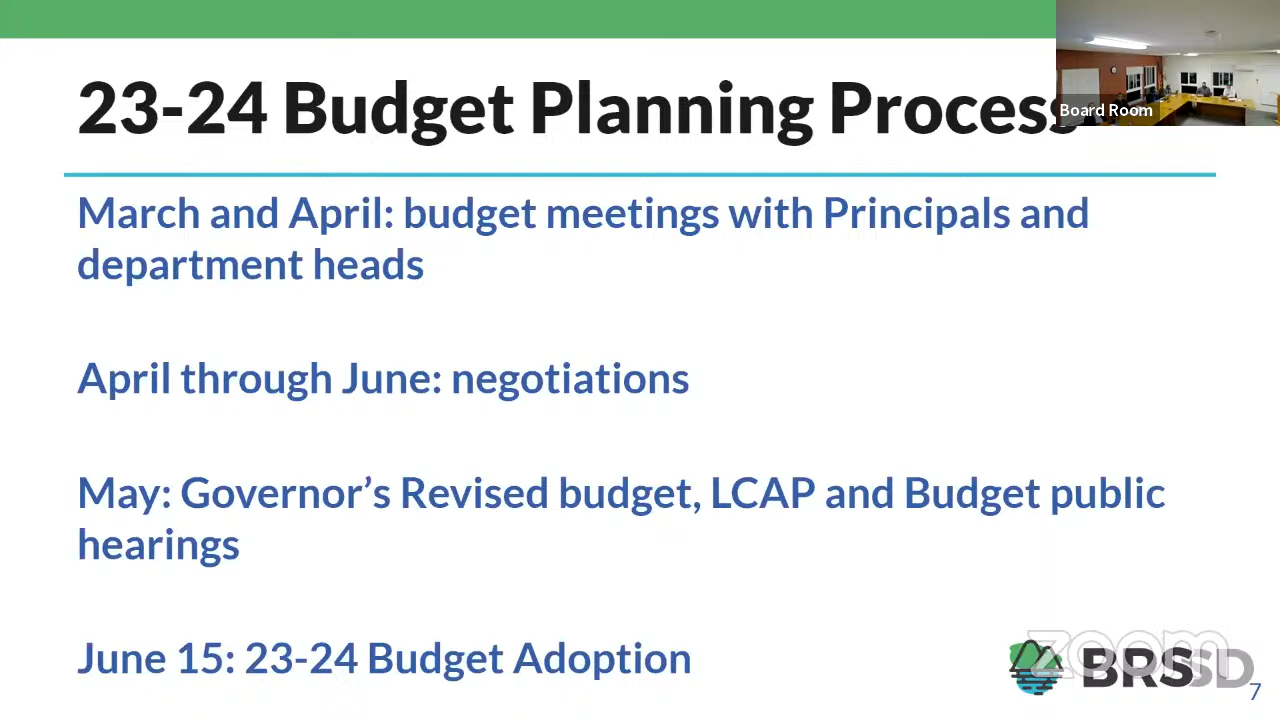 23-24 Budget Planning Process
Board Room
March and April: budget meetings with Principals and
department heads
April through June: negotiations
May: Governor's Revised budget, LCAP and Budget public
hearings
June 15: 23-24 Budget Adoption
zoom
BRSSD
7